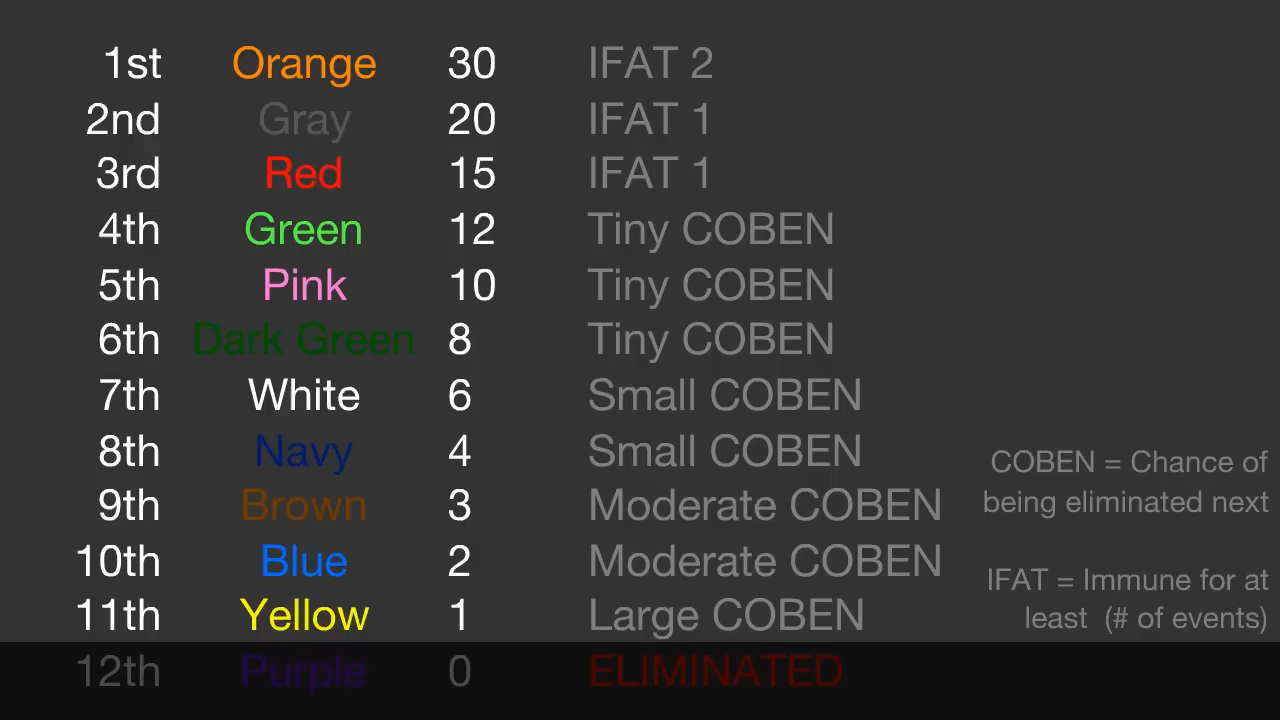 1st Orange 30 IFAT 2
2nd Gray 20 IFAT 1
3rd Red 15 IFAT 1
4th Green 12 Tiny COBEN
5th Pink 10 Tiny COBEN
6th Dark Green 8 Tiny COBEN
7th White 6 Small COBEN
8th Navy 4 Small COBEN
9th Brown 3 Moderate COBEN
10th Blue 2 Moderate COBEN
11th Yellow 1 Large COBEN
12th Purple 0 ELIMINATED
COBEN = Chance of
being eliminated next
IFAT = Immune for at
least (# of events)